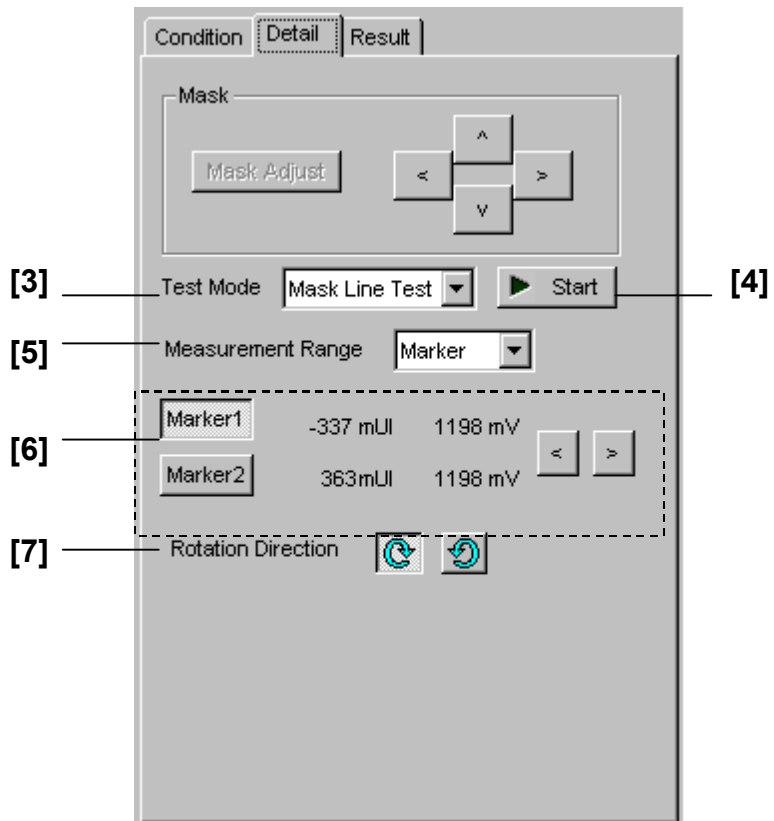 Condition Detail Result
Mask
^
Mask Adjust < >
v
[3] Test Mode Mask Line Test Start [4]
[5] Measurement Range Marker
Marker1 -337 mUI 1198 mV
[6] < >
Marker2 363mUI 1198 mV
[7] Rotation Direction